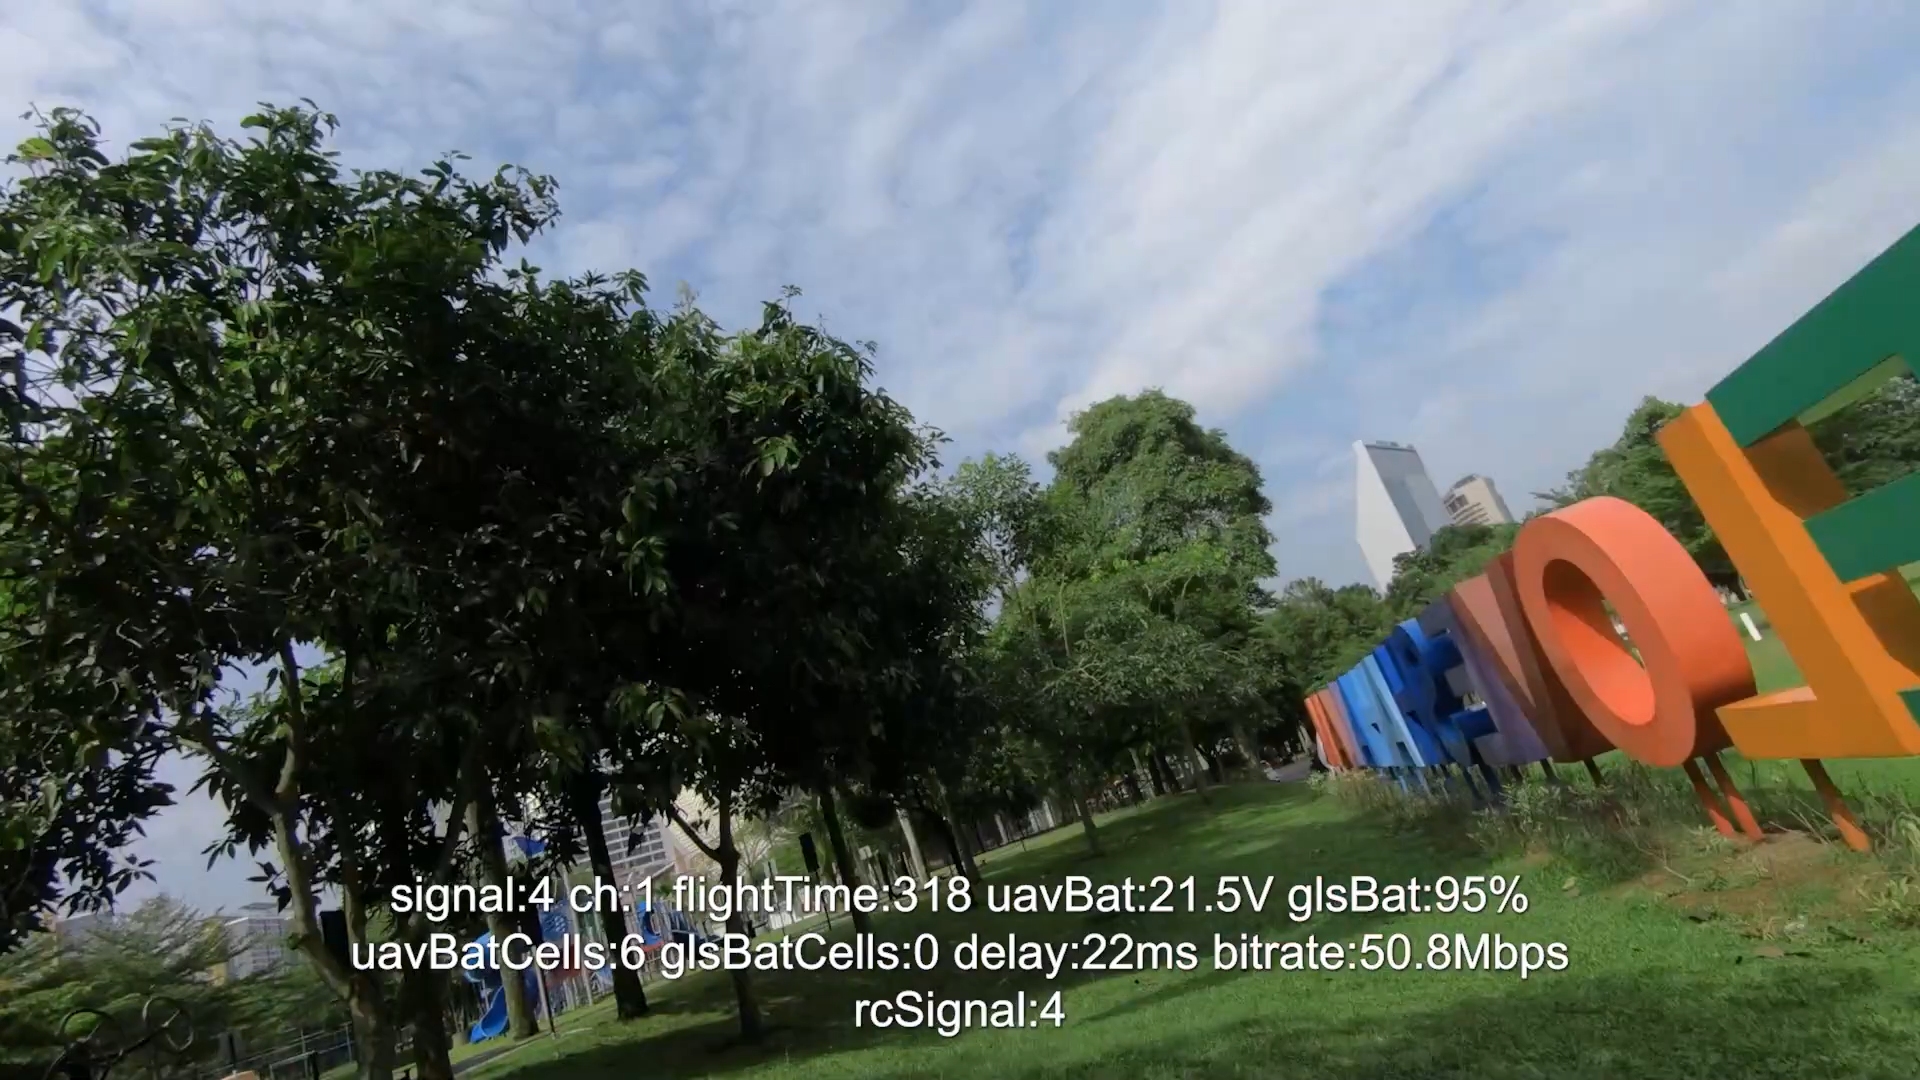 signal:4 ch:1 flightTime:318 uavBat:21.5V glsBat:95%
uavBatCells:6 glsBatCells:0 delay:22ms bitrate:50.8Mbps
rcSignal:4